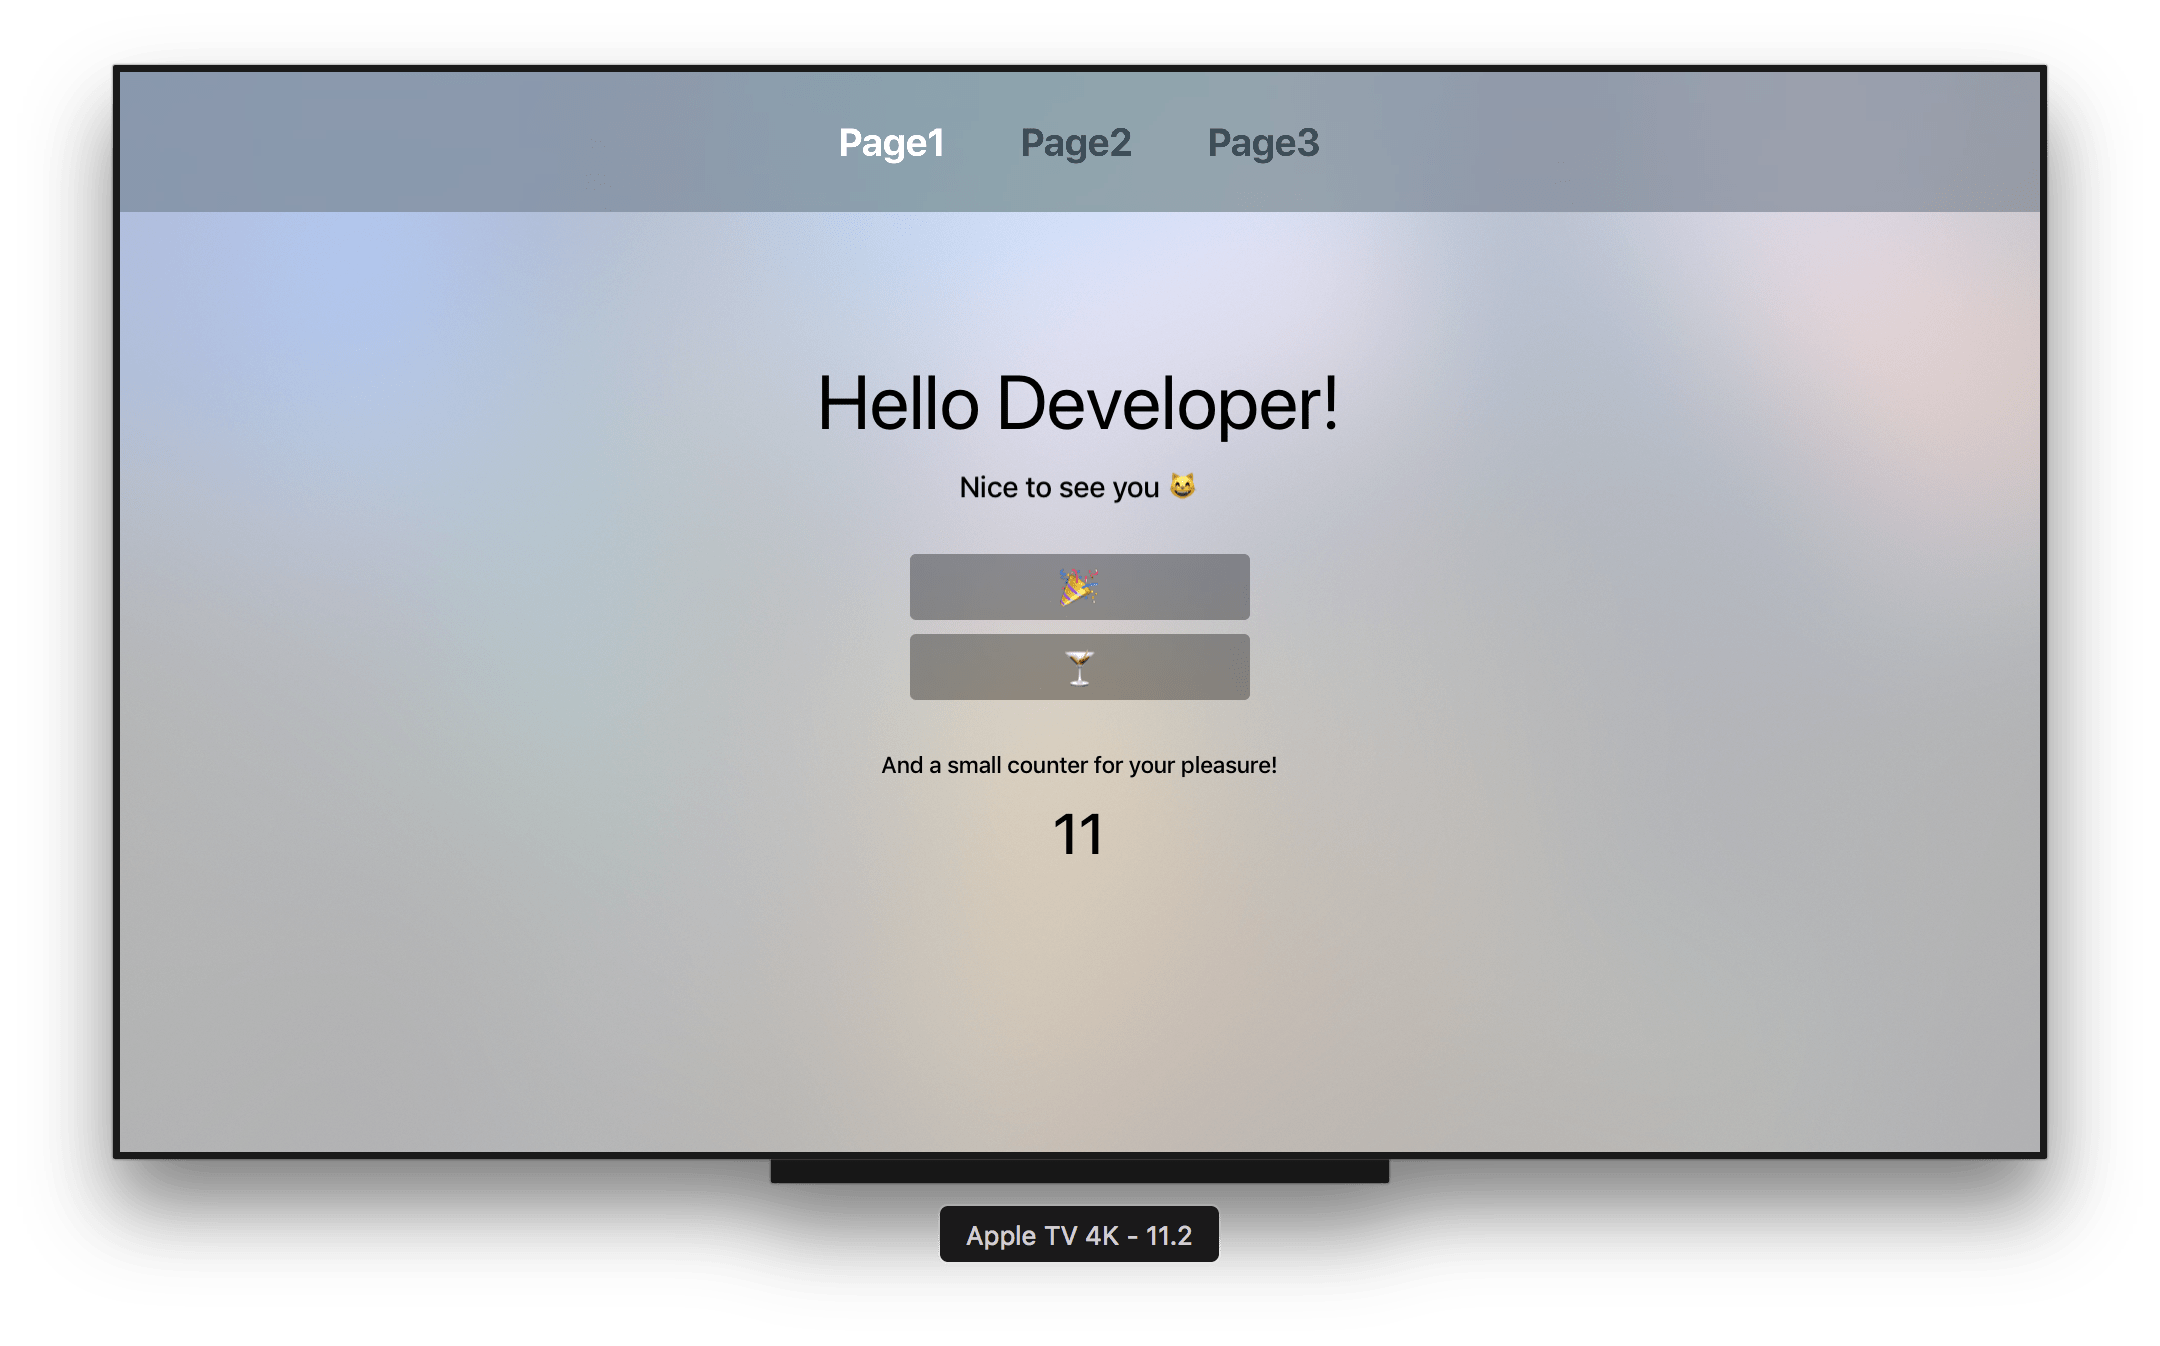 Page1 Page2 Page3
Hello Developer!
Nice to see you 😺
🎉
🍸
And a small counter for your pleasure!
11
Apple TV 4K - 11.2